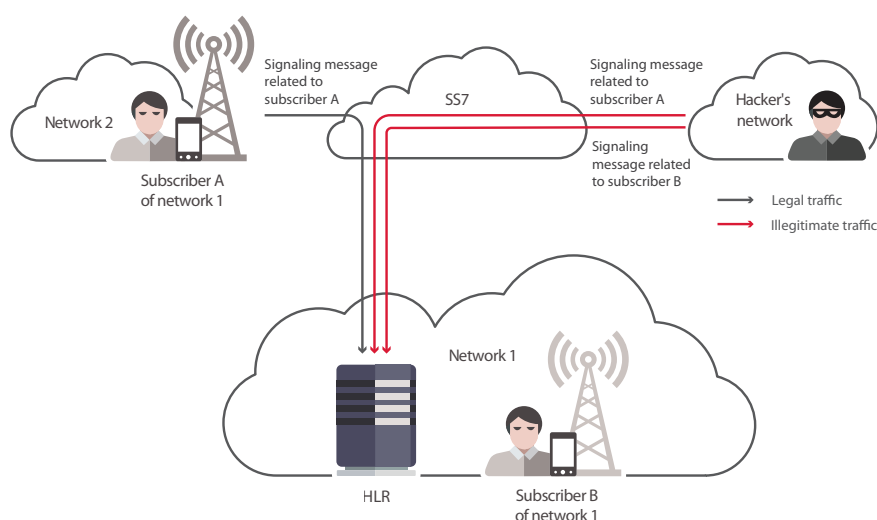 Signaling message
related to
subscriber A
Network 2
Subscriber A
of network 1
SS7
Signaling message
related to
subscriber A
Signaling
message related
to subscriber B
Hacker's
network
Legal traffic
Illegitimate traffic
Network 1
HLR
Subscriber B
of network 1